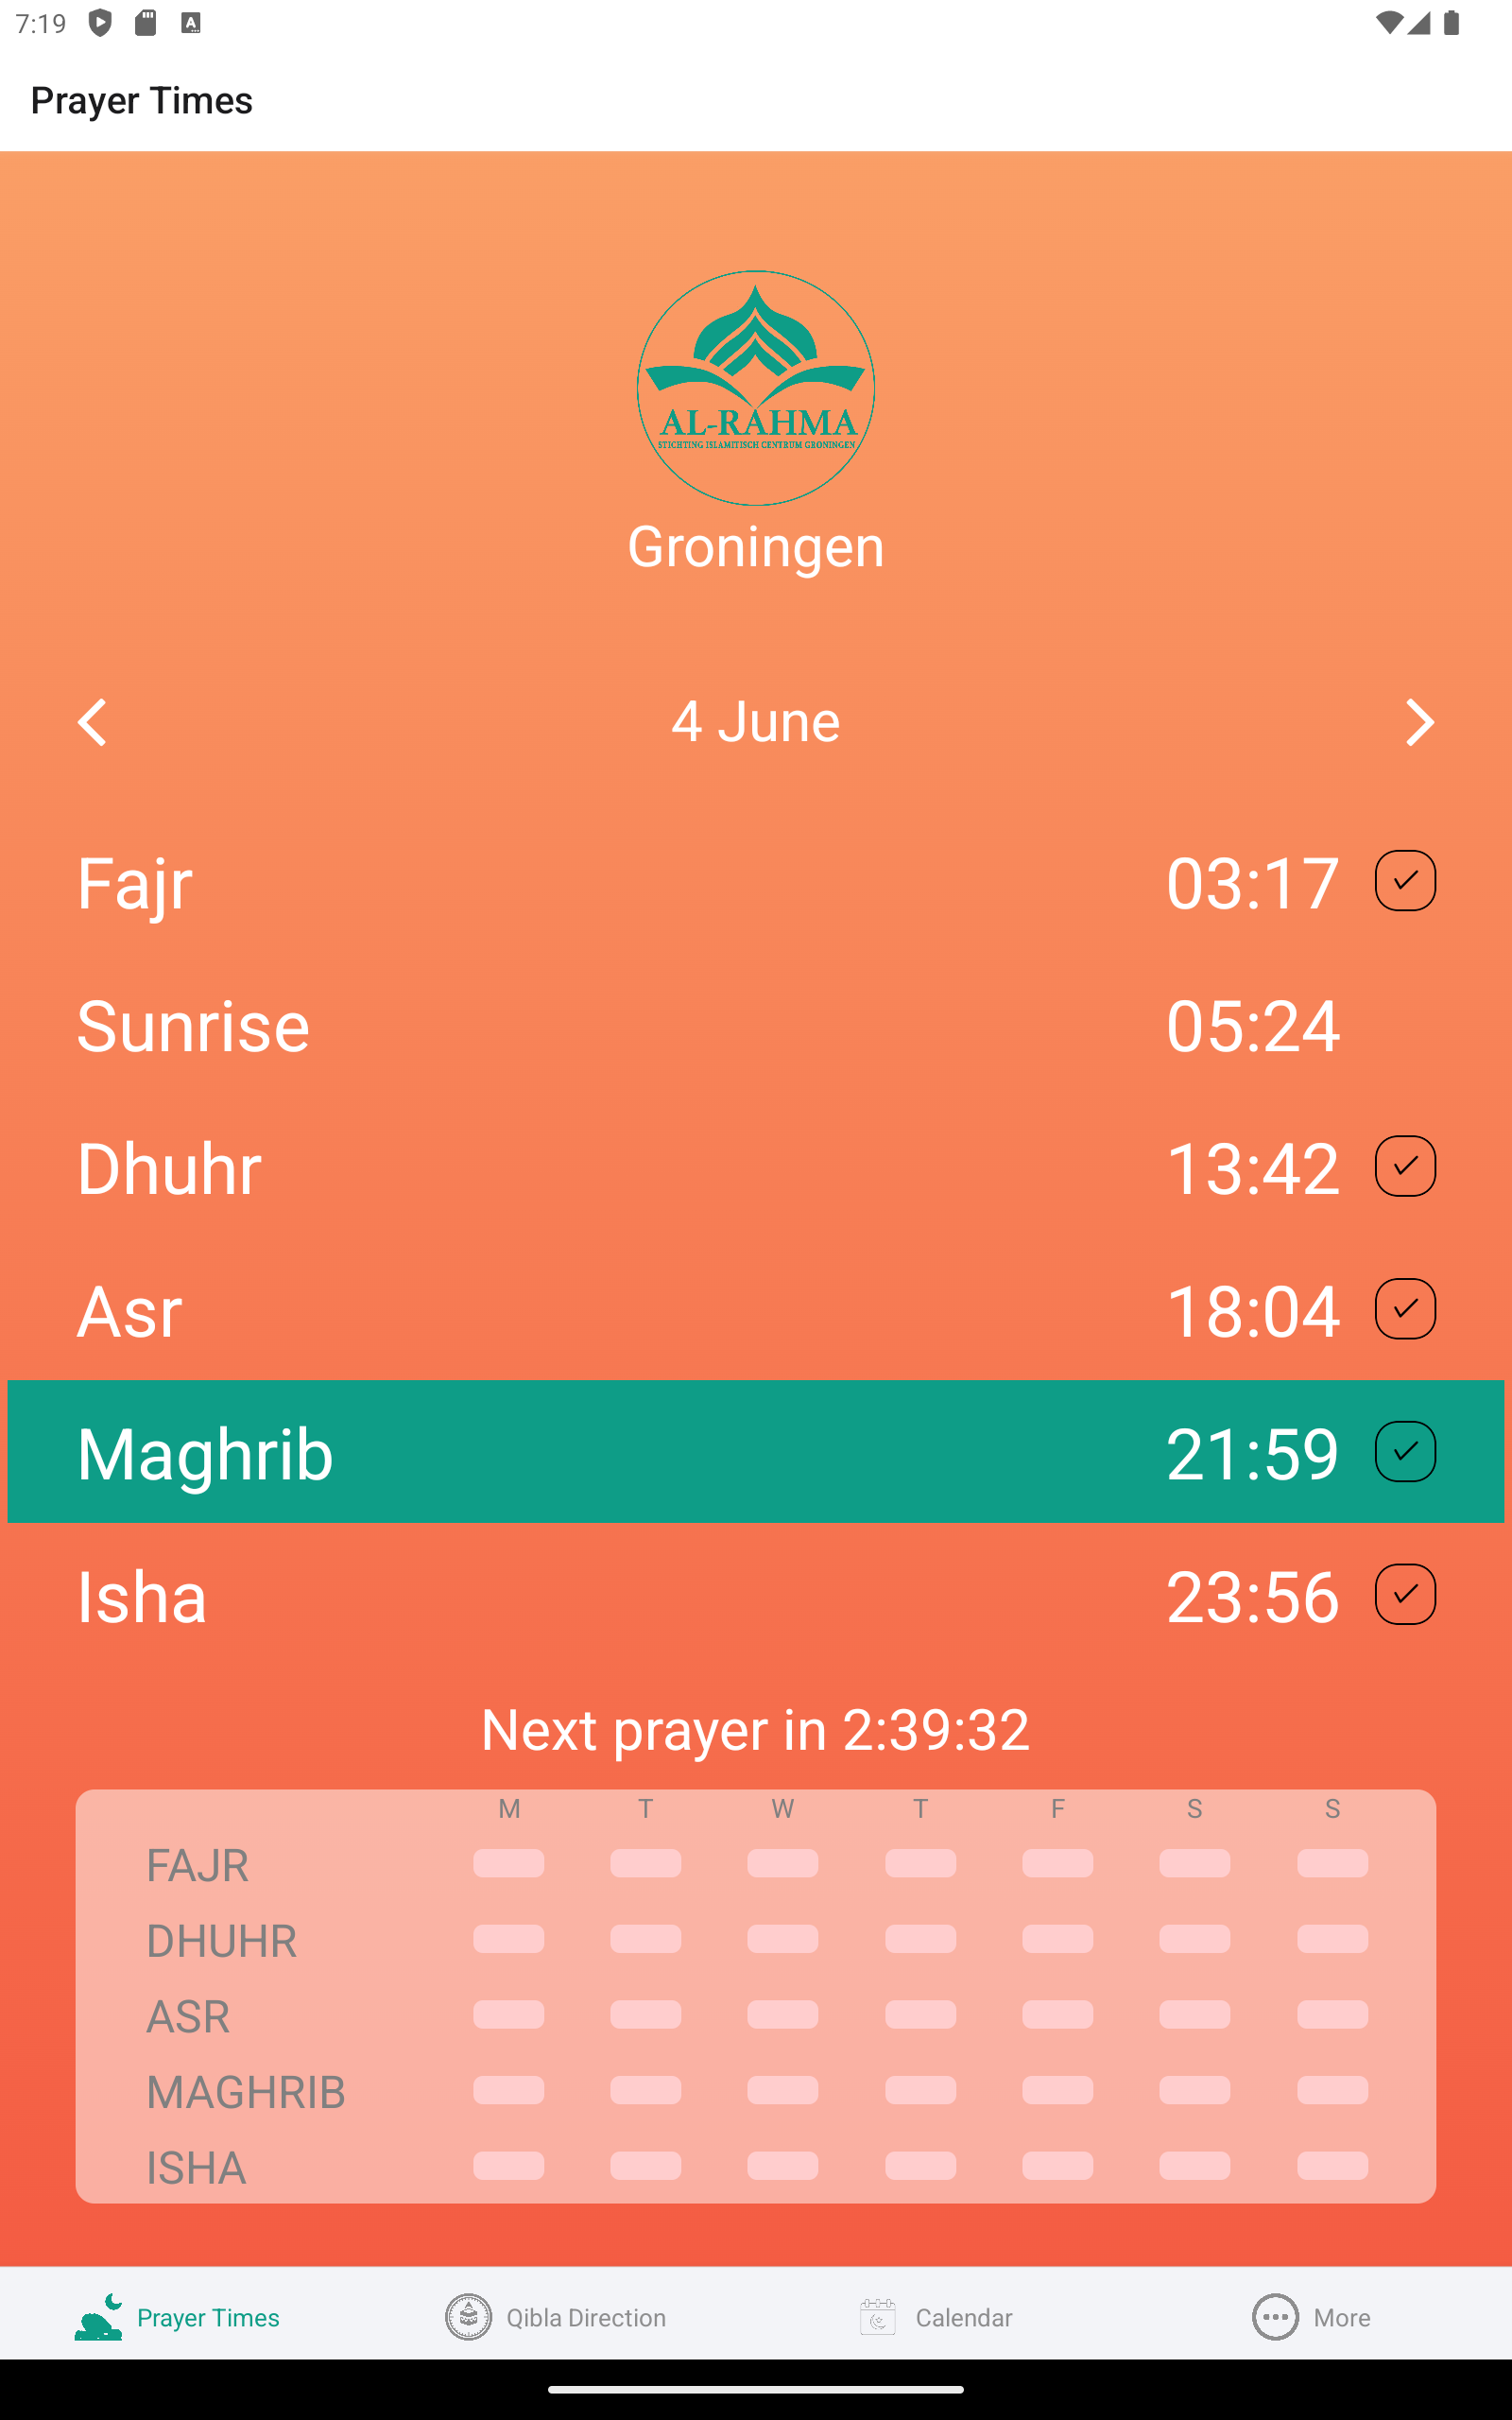 7:19
Prayer Times
AL-RAHMA
STICHTING ISLAMITISCH CENTRUM GRONINGEN
Groningen
4 June
Fajr 03:17
Sunrise 05:24
Dhuhr 13:42
Asr 18:04
Maghrib 21:59
Isha 23:56
Next prayer in 2:39:32
M T W T F S S
FAJR
DHUHR
ASR
MAGHRIB
ISHA
Prayer Times Qibla Direction Calendar More